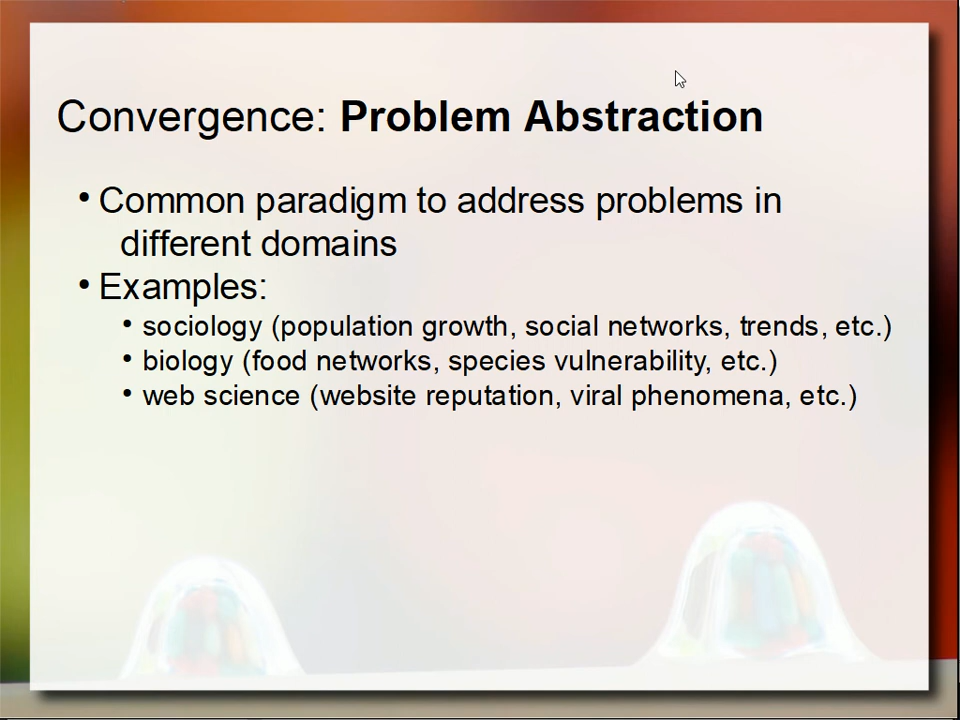 Convergence: Problem Abstraction
• Common paradigm to address problems in
different domains
• Examples:
• sociology (population growth, social networks, trends, etc.)
• biology (food networks, species vulnerability, etc.)
• web science (website reputation, viral phenomena, etc.)